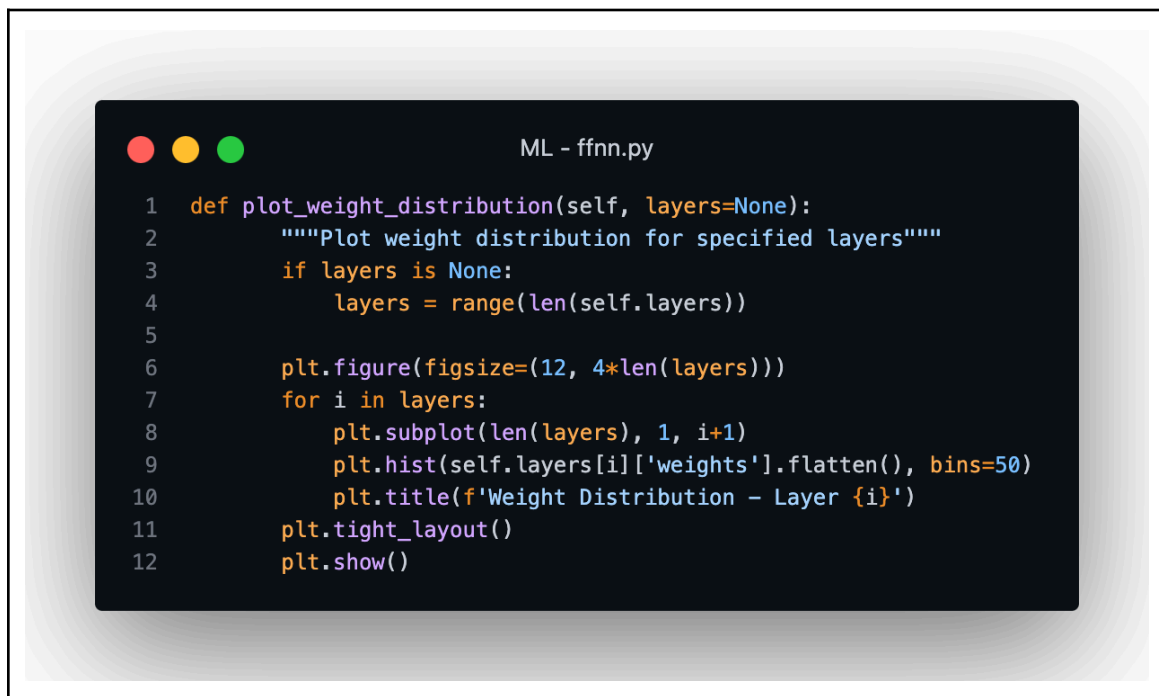 ML - ffnn.py
1 def plot_weight_distribution(self, layers=None):
2         """Plot weight distribution for specified layers"""
3         if layers is None:
4             layers = range(len(self.layers))
5
6         plt.figure(figsize=(12, 4*len(layers)))
7         for i in layers:
8             plt.subplot(len(layers), 1, i+1)
9             plt.hist(self.layers[i]['weights'].flatten(), bins=50)
10             plt.title(f'Weight Distribution - Layer {i}')
11         plt.tight_layout()
12         plt.show()